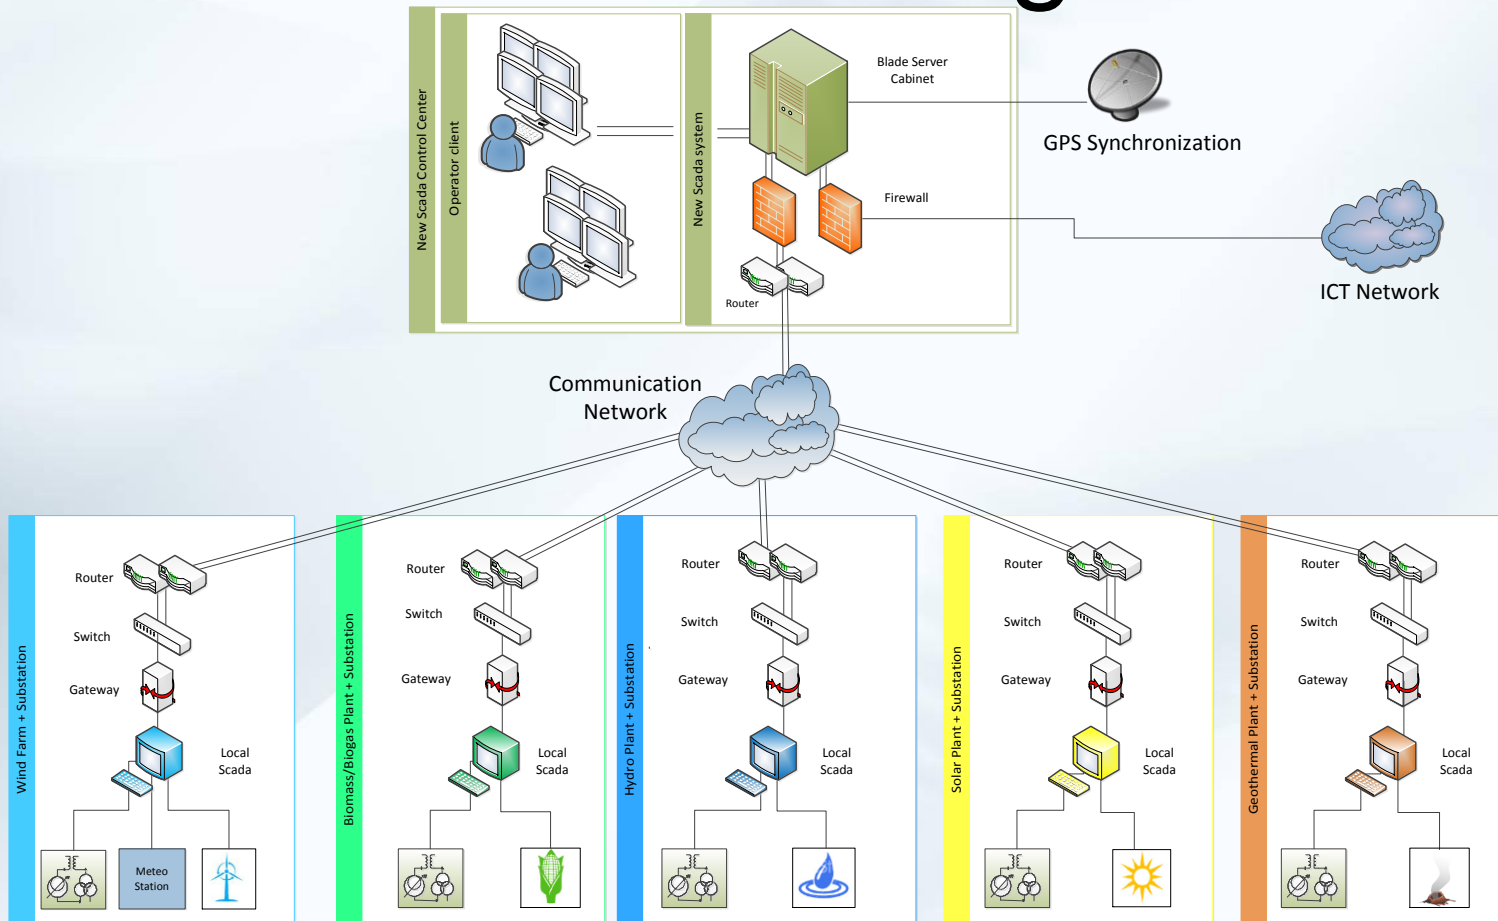 g
New Scada Control Center
Operator client
New Scada system
Blade Server
Cabinet
GPS Synchronization
Firewall
ICT Network
Router
Communication
Network
Wind Farm + Substation
Router
Switch
Gateway
Local
Scada
Meteo
Station
Biomass/Biogas Plant + Substation
Router
Switch
Gateway
Local
Scada
Hydro Plant + Substation
Router
Switch
Gateway
Local
Scada
Solar Plant + Substation
Router
Switch
Gateway
Local
Scada
Geothermal Plant + Substation
Router
Switch
Gateway
Local
Scada